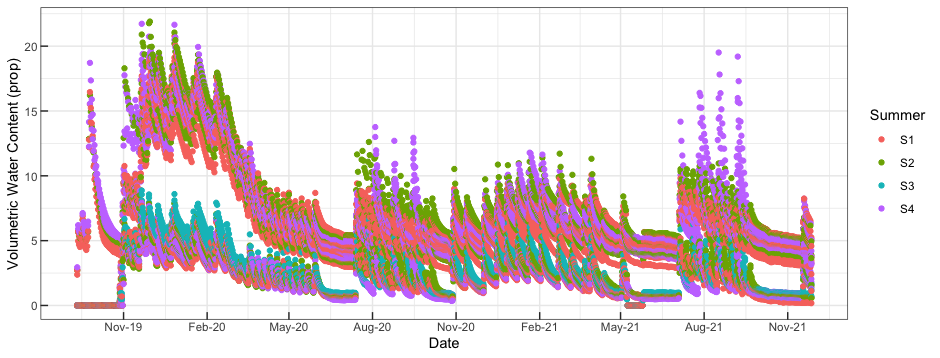 Volumetric Water Content (prop)
20
15
10
5
0
Nov-19 Feb-20 May-20 Aug-20 Nov-20 Feb-21 May-21 Aug-21 Nov-21
Date
Summer
S1
S2
S3
S4